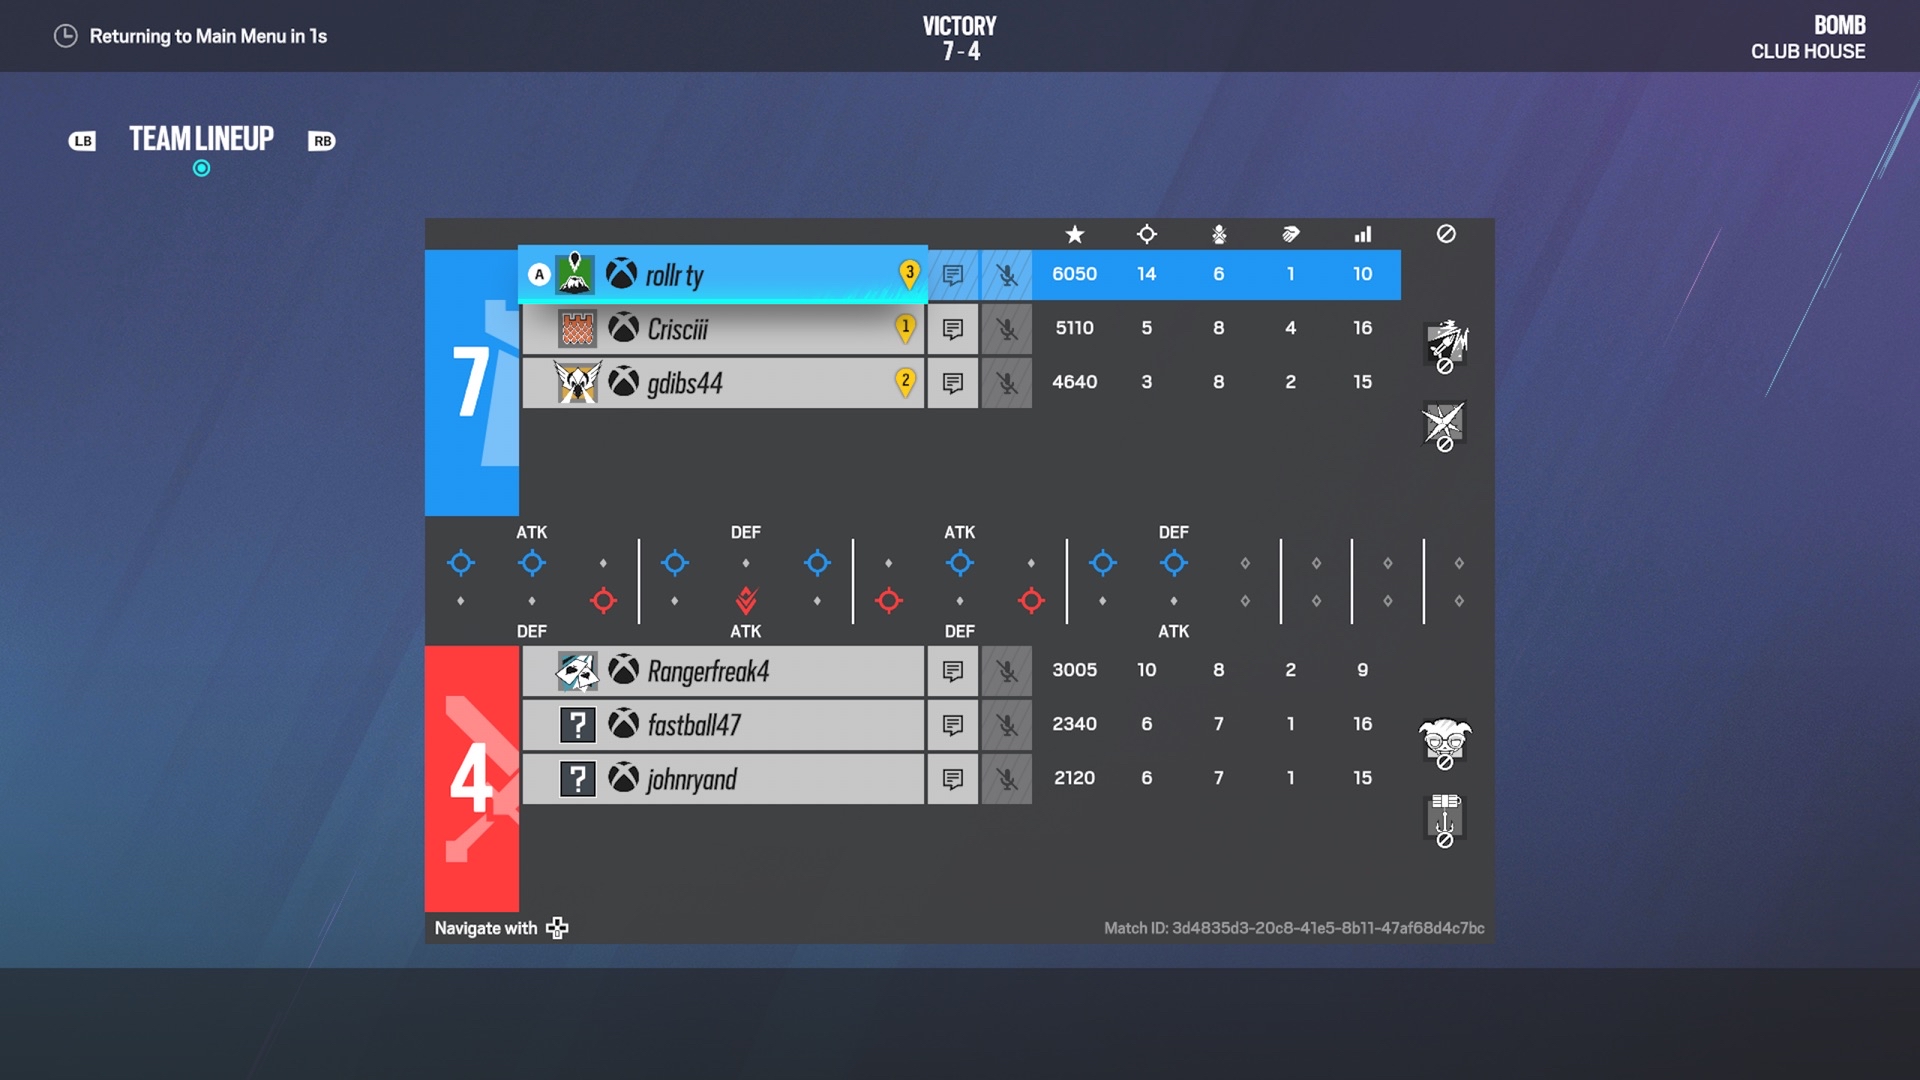 Returning to Main Menu in 1s
VICTORY
7 - 4
BOMB
CLUB HOUSE
LB TEAM LINEUP RB
7
A rollr ty 3 6050 14 6 1 10
Crisciii 1 5110 5 8 4 16
gdibs44 2 4640 3 8 2 15
ATK DEF ATK DEF
DEF ATK DEF ATK
4
Rangerfreak4 3005 10 8 2 9
? fastball47 2340 6 7 1 16
? johnryand 2120 6 7 1 15
Navigate with
Match ID: 3d4835d3-20c8-41e5-8b11-47af68d4c7bc